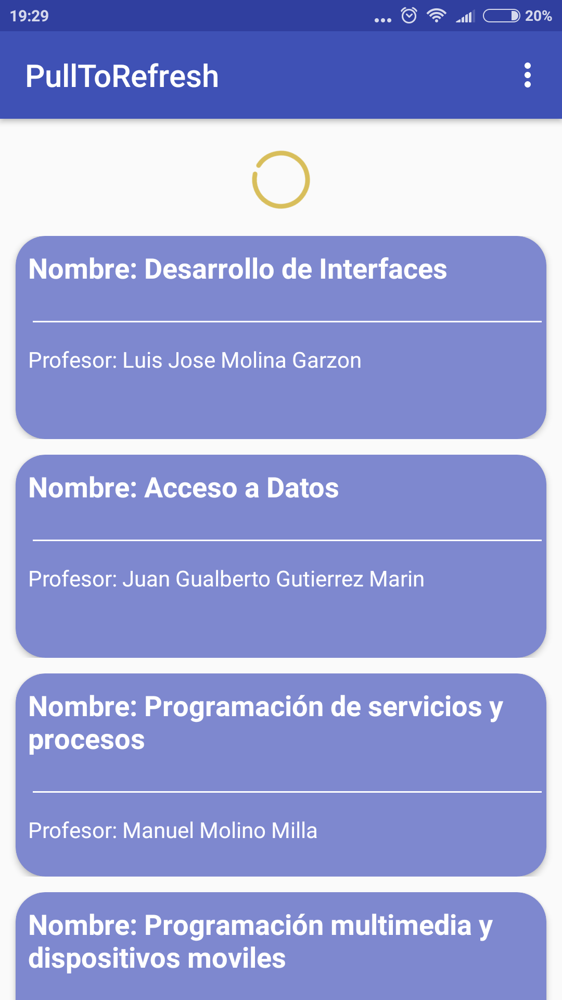 19:29
20%
PullToRefresh
Nombre: Desarrollo de Interfaces
Profesor: Luis Jose Molina Garzon
Nombre: Acceso a Datos
Profesor: Juan Gualberto Gutierrez Marin
Nombre: Programación de servicios y
procesos
Profesor: Manuel Molino Milla
Nombre: Programación multimedia y
dispositivos moviles